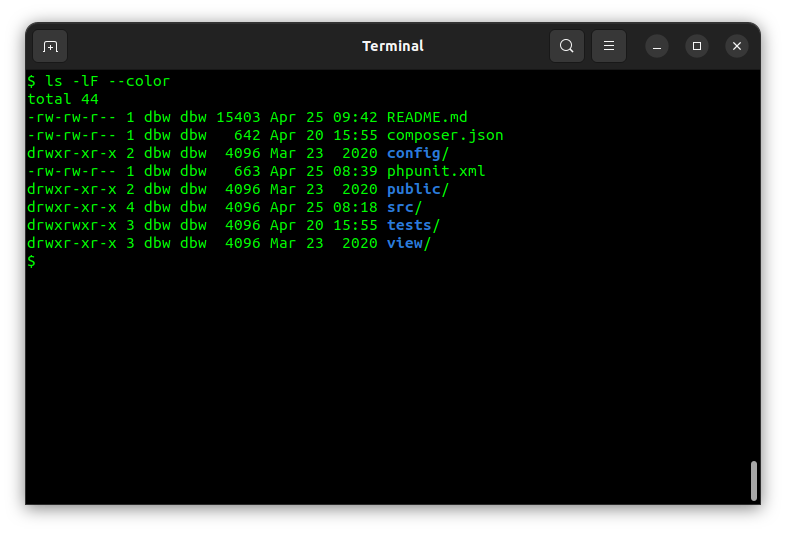 Terminal
$ ls -lF --color
total 44
-rw-rw-r-- 1 dbw dbw 15403 Apr 25 09:42 README.md
-rw-rw-r-- 1 dbw dbw   642 Apr 20 15:55 composer.json
drwxr-xr-x 2 dbw dbw  4096 Mar 23  2020 config/
-rw-rw-r-- 1 dbw dbw   663 Apr 25 08:39 phpunit.xml
drwxr-xr-x 2 dbw dbw  4096 Mar 23  2020 public/
drwxr-xr-x 4 dbw dbw  4096 Apr 25 08:18 src/
drwxrwxr-x 3 dbw dbw  4096 Apr 20 15:55 tests/
drwxr-xr-x 3 dbw dbw  4096 Mar 23  2020 view/
$